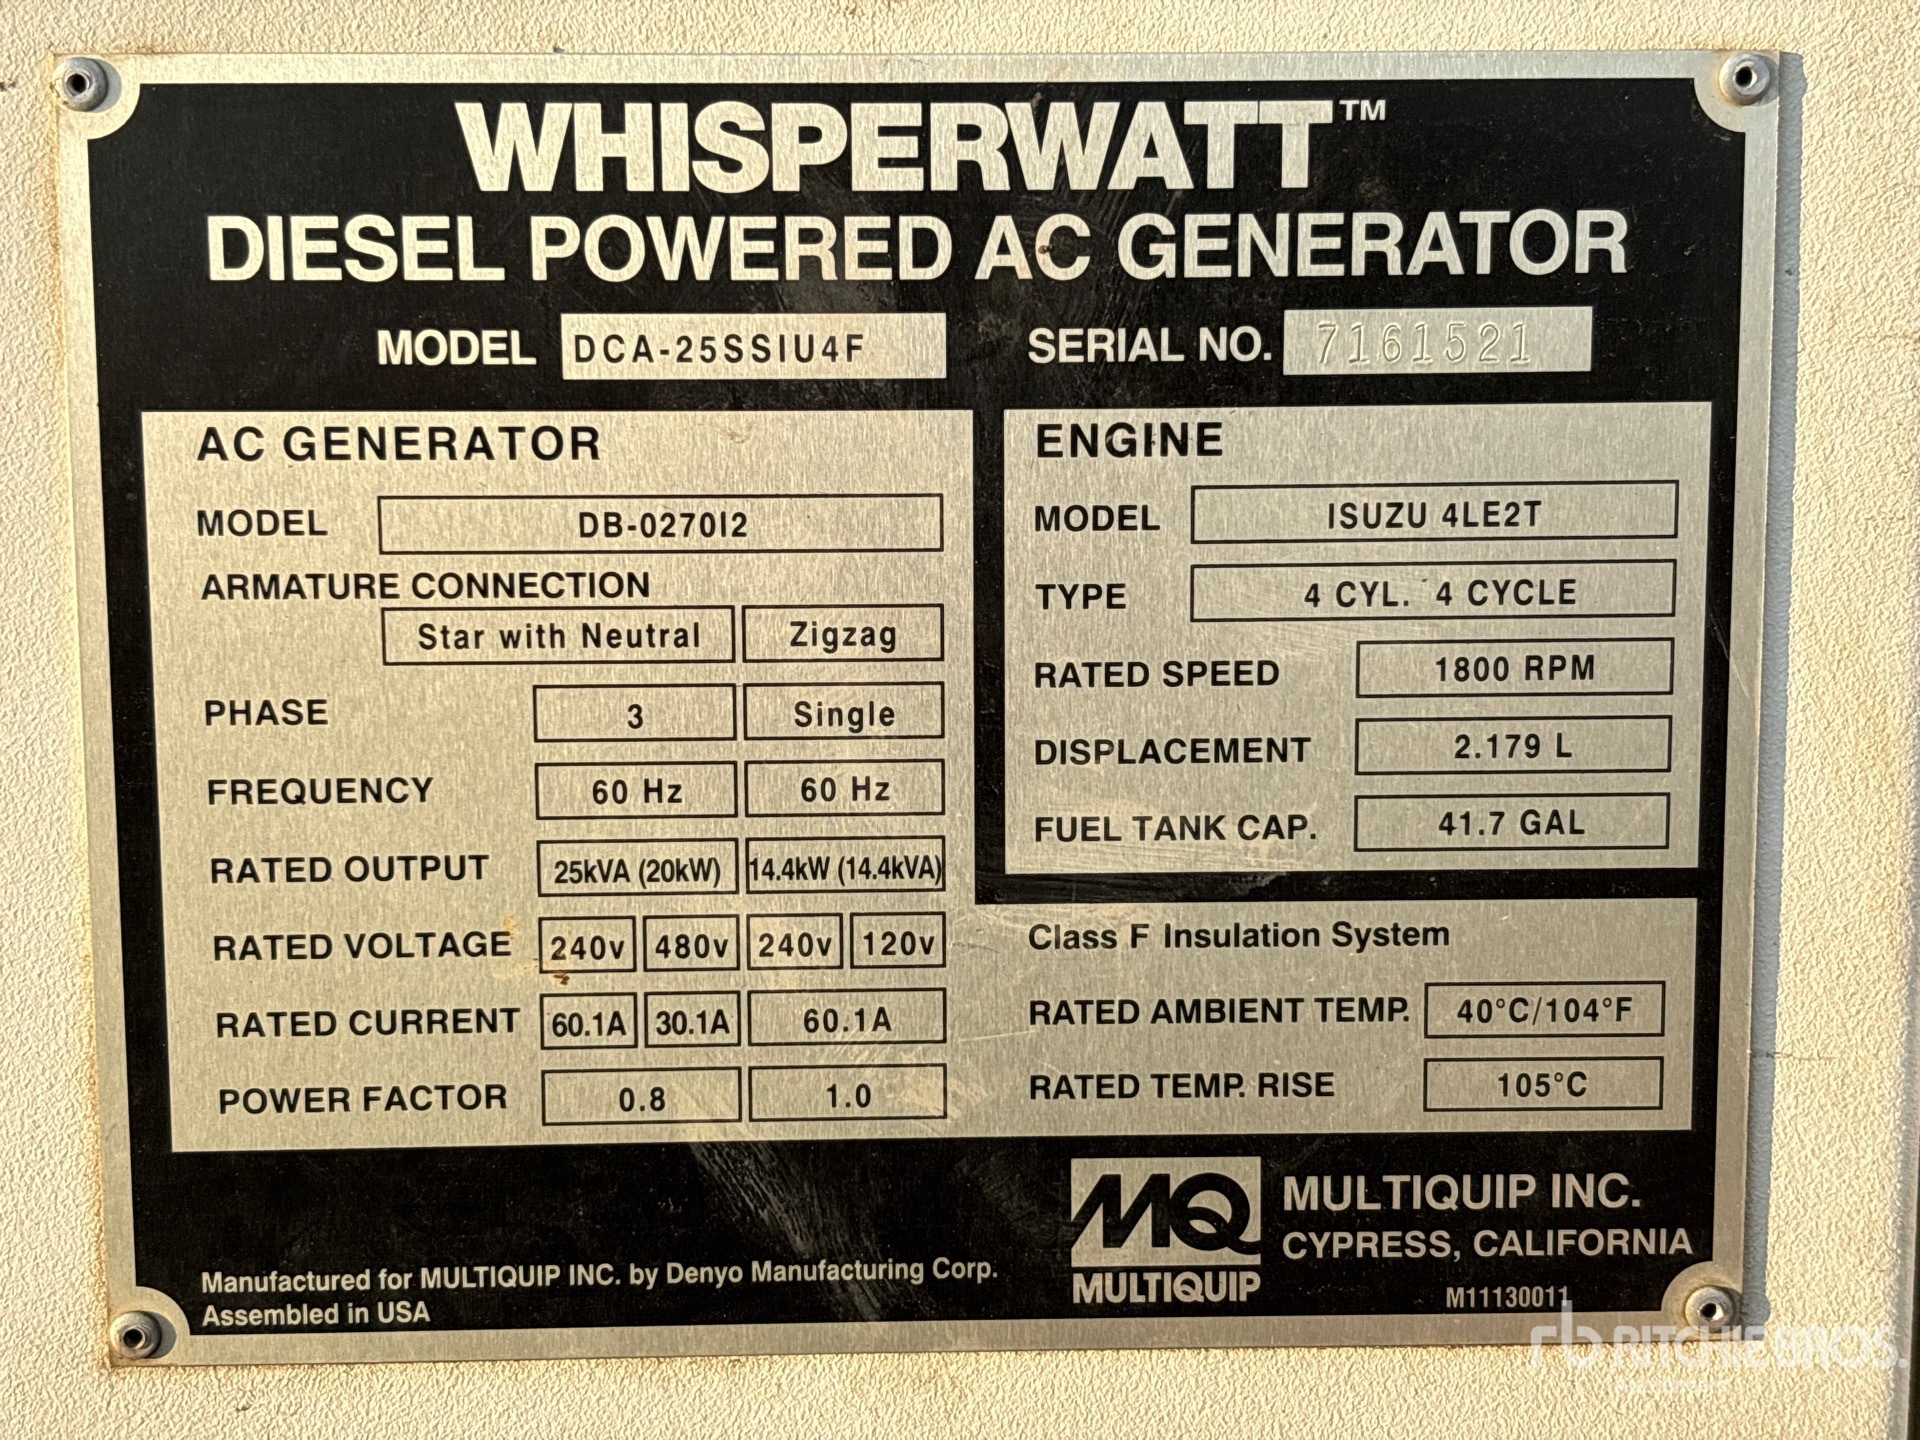 WHISPERWATT™
DIESEL POWERED AC GENERATOR
MODEL DCA-25SSIU4F SERIAL NO. 7161521
AC GENERATOR
MODEL DB-0270I2
ARMATURE CONNECTION
Star with Neutral Zigzag
PHASE 3 Single
FREQUENCY 60 Hz 60 Hz
RATED OUTPUT 25kVA (20kW) 14.4kW (14.4kVA)
RATED VOLTAGE 240v 480v 240v 120v
RATED CURRENT 60.1A 30.1A 60.1A
POWER FACTOR 0.8 1.0
ENGINE
MODEL ISUZU 4LE2T
TYPE 4 CYL. 4 CYCLE
RATED SPEED 1800 RPM
DISPLACEMENT 2.179 L
FUEL TANK CAP. 41.7 GAL
Class F Insulation System
RATED AMBIENT TEMP. 40°C/104°F
RATED TEMP. RISE 105°C
Manufactured for MULTIQUIP INC. by Denyo Manufacturing Corp.
Assembled in USA
MQ
MULTIQUIP
MULTIQUIP INC.
CYPRESS, CALIFORNIA
M11130011
rb RITCHIE BROS.